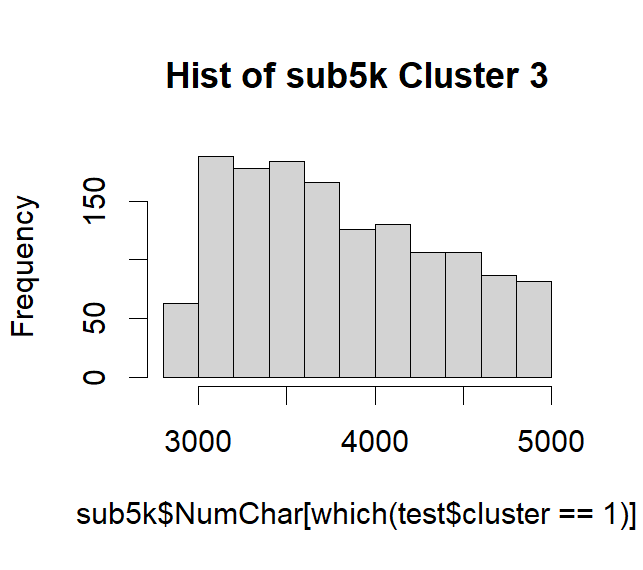 Hist of sub5k Cluster 3
Frequency
150
50
0
3000 4000 5000
sub5k$NumChar[which(test$cluster == 1)]